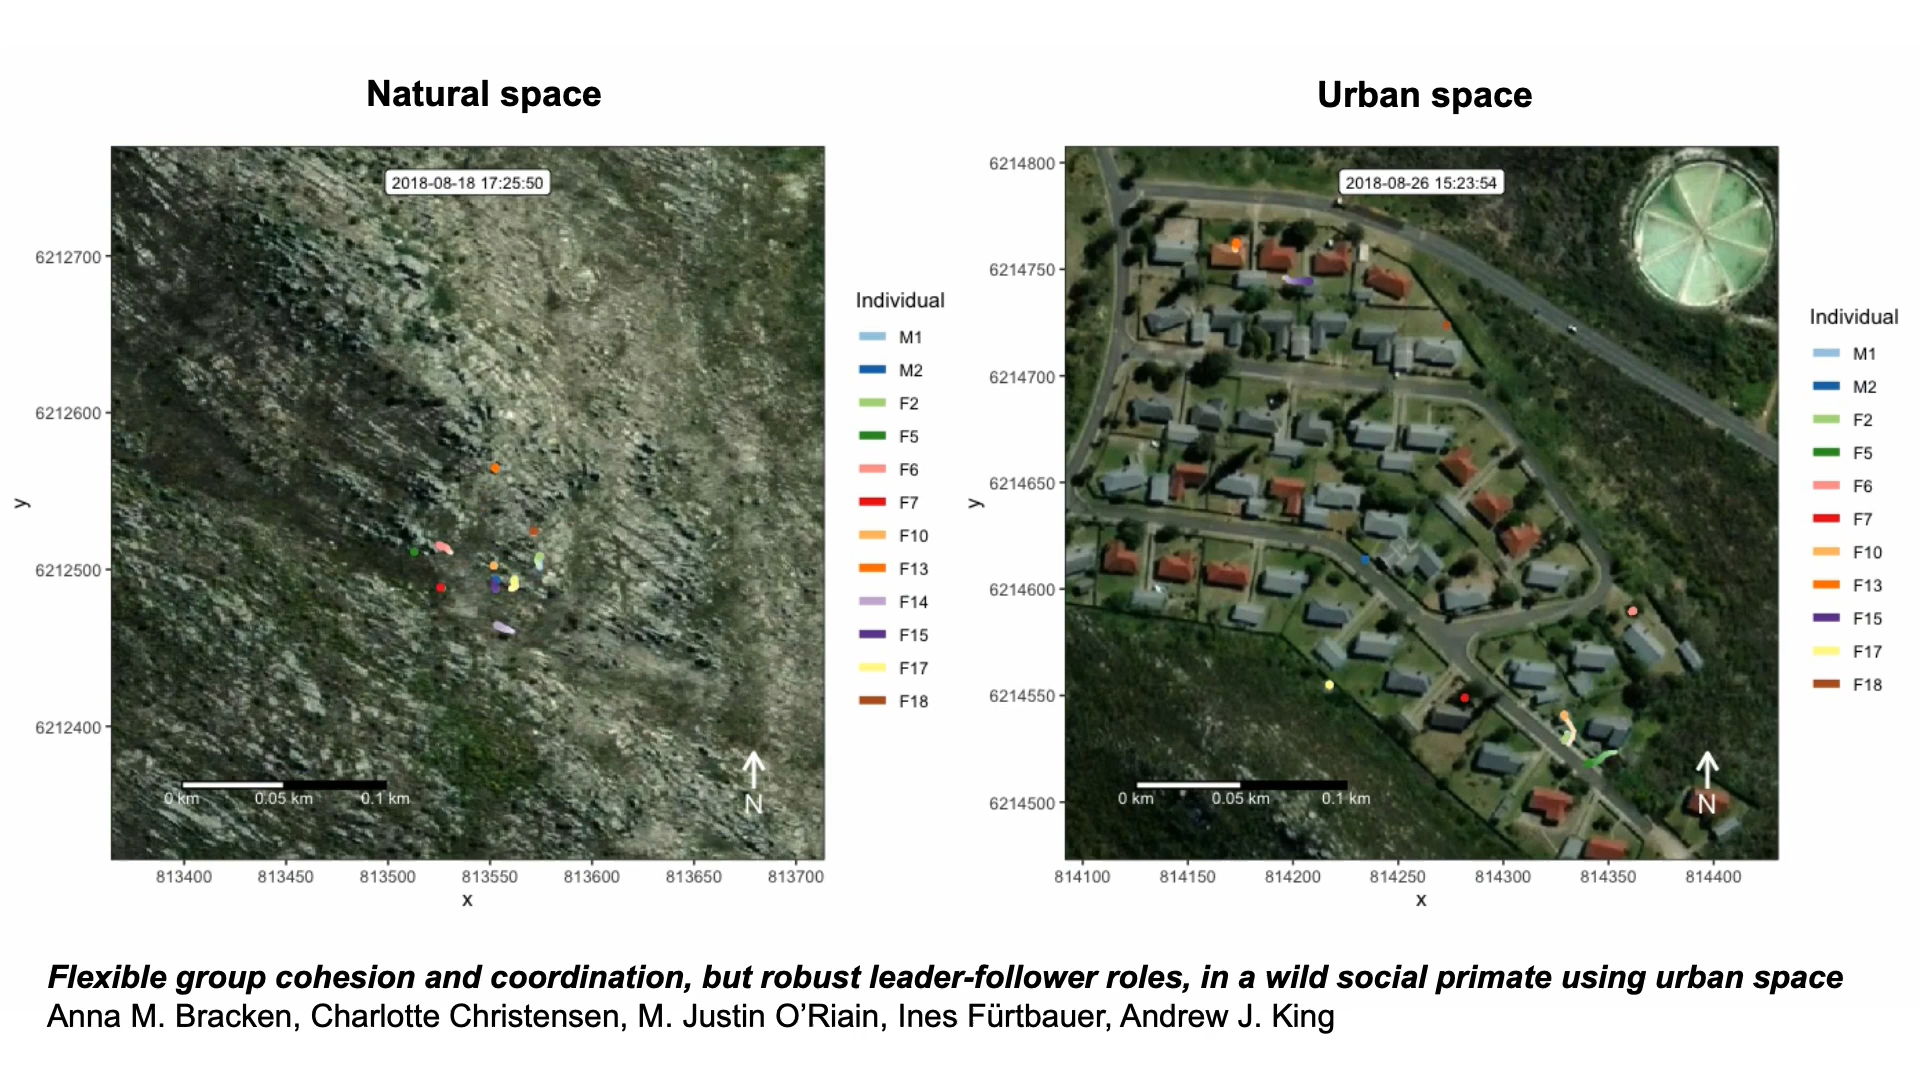 Natural space
Urban space
2018-08-18 17:25:50
6212700
6212600
6212500
6212400
y
0 km 0.05 km 0.1 km
N
813400 813450 813500 813550 813600 813650 813700
x
Individual
M1
M2
F2
F5
F6
F7
F10
F13
F14
F15
F17
F18
2018-08-26 15:23:54
6214800
6214750
6214700
6214650
6214600
6214550
6214500
y
0 km 0.05 km 0.1 km
N
814100 814150 814200 814250 814300 814350 814400
x
Individual
M1
M2
F2
F5
F6
F7
F10
F13
F15
F17
F18
Flexible group cohesion and coordination, but robust leader-follower roles, in a wild social primate using urban space
Anna M. Bracken, Charlotte Christensen, M. Justin O’Riain, Ines Fürtbauer, Andrew J. King